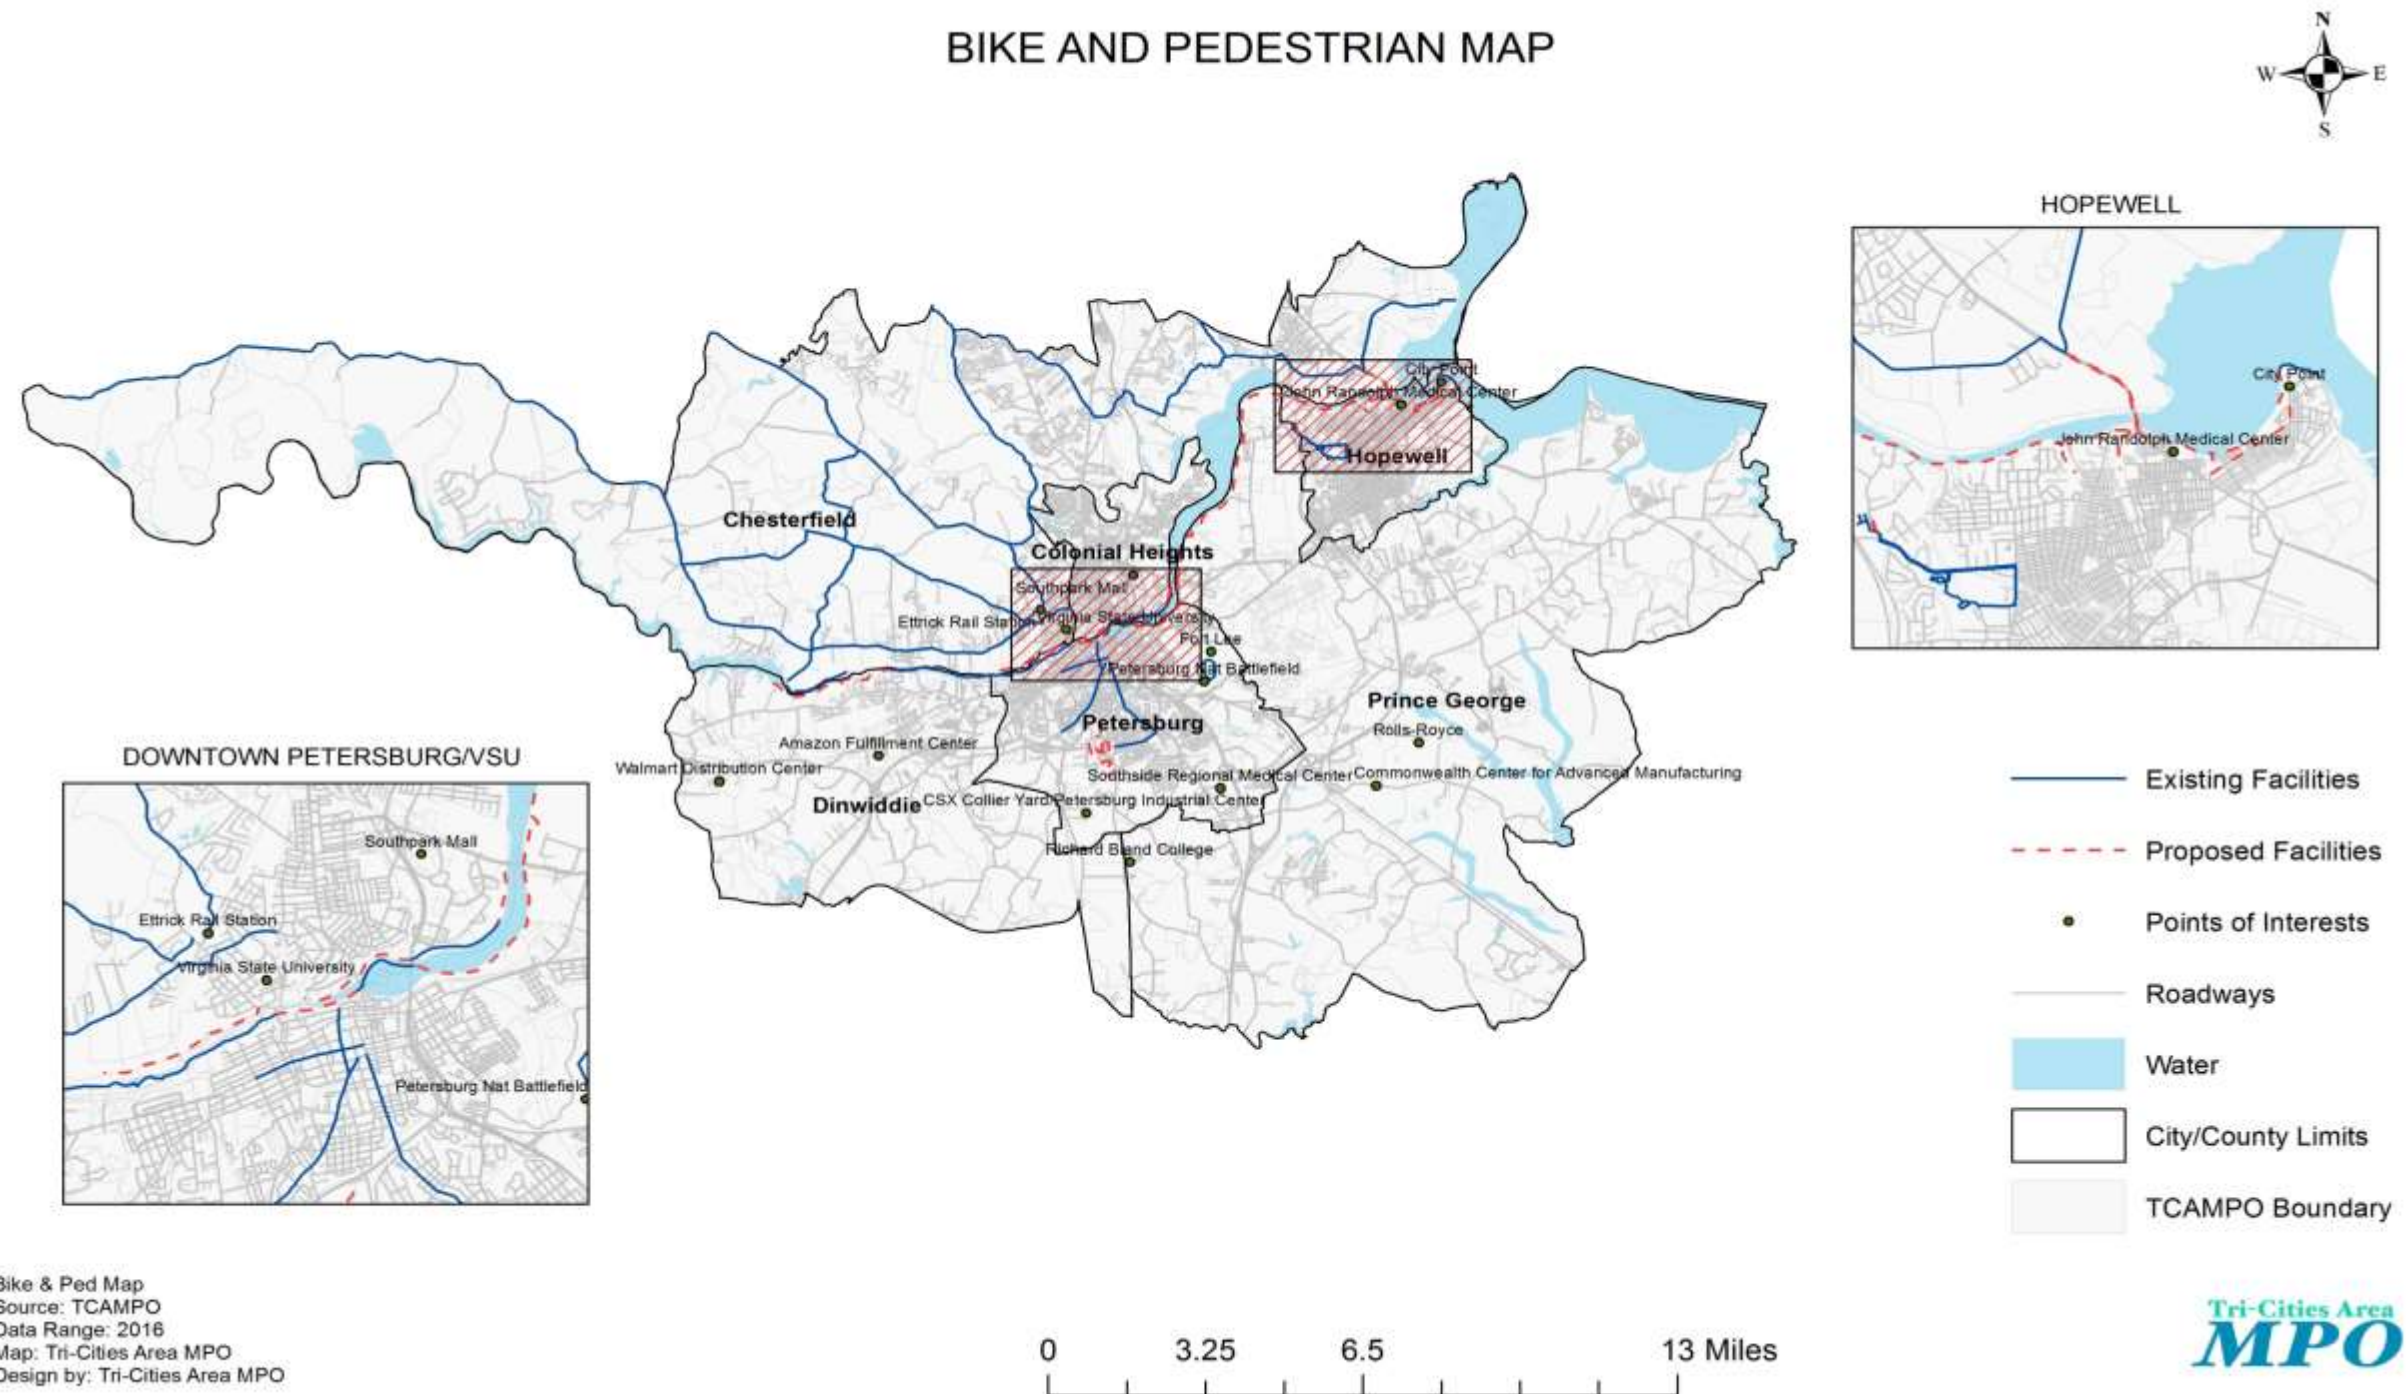 BIKE AND PEDESTRIAN MAP
N
W E
S
HOPEWELL
City Point
John Randolph Medical Center
City Point
John Randolph Medical Center
Hopewell
Chesterfield
Colonial Heights
Southpark Mall
Ettrick Rail Station
Virginia State University
Fort Lee
Petersburg Nat Battlefield
Prince George
Petersburg
Rolls-Royce
Amazon Fulfillment Center
Walmart Distribution Center
Southside Regional Medical Center
Commonwealth Center for Advanced Manufacturing
Dinwiddie
CSX Collier Yard/Petersburg Industrial Center
Richard Bland College
DOWNTOWN PETERSBURG/VSU
Southpark Mall
Ettrick Rail Station
Virginia State University
Petersburg Nat Battlefield
Existing Facilities
Proposed Facilities
Points of Interests
Roadways
Water
City/County Limits
TCAMPO Boundary
Bike & Ped Map
Source: TCAMPO
Data Range: 2016
Map: Tri-Cities Area MPO
Design by: Tri-Cities Area MPO
0 3.25 6.5 13 Miles
Tri-Cities Area
MPO